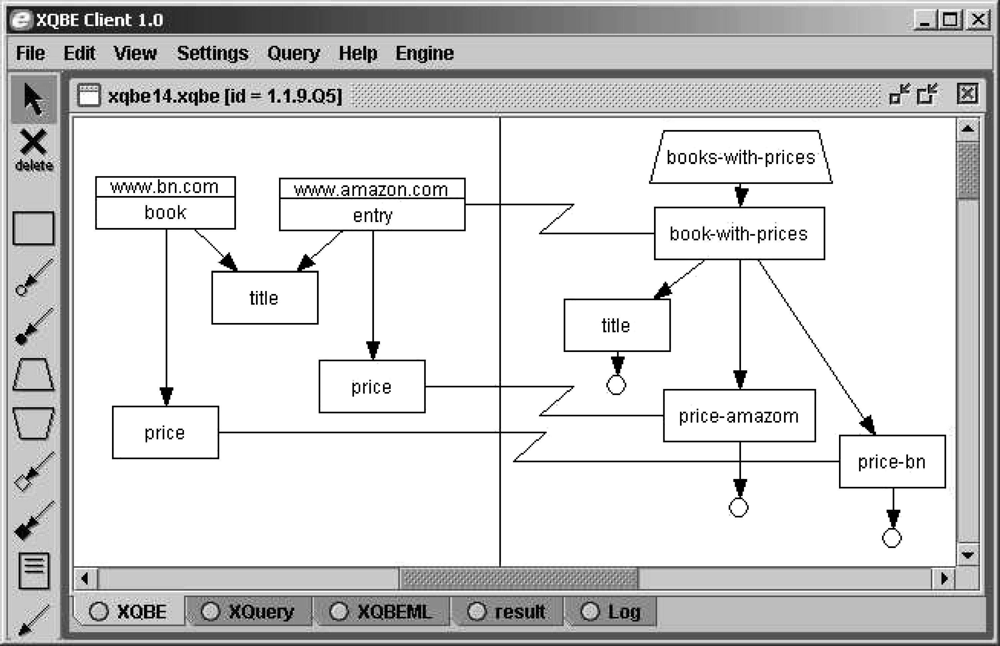 XQBE Client 1.0
File Edit View Settings Query Help Engine
xqbe14.xqbe [id = 1.1.9.Q5]
delete
books-with-prices
www.bn.com
book
www.amazon.com
entry
book-with-prices
title
title
price
price-amazom
price
price-bn
XQBE XQuery XQBEML result Log